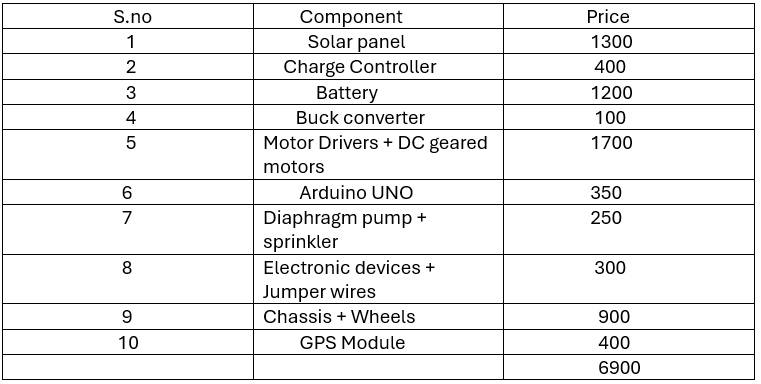 S.no Component Price
1 Solar panel 1300
2 Charge Controller 400
3 Battery 1200
4 Buck converter 100
5 Motor Drivers + DC geared 1700
motors
6 Arduino UNO 350
7 Diaphragm pump + 250
sprinkler
8 Electronic devices + 300
Jumper wires
9 Chassis + Wheels 900
10 GPS Module 400
6900